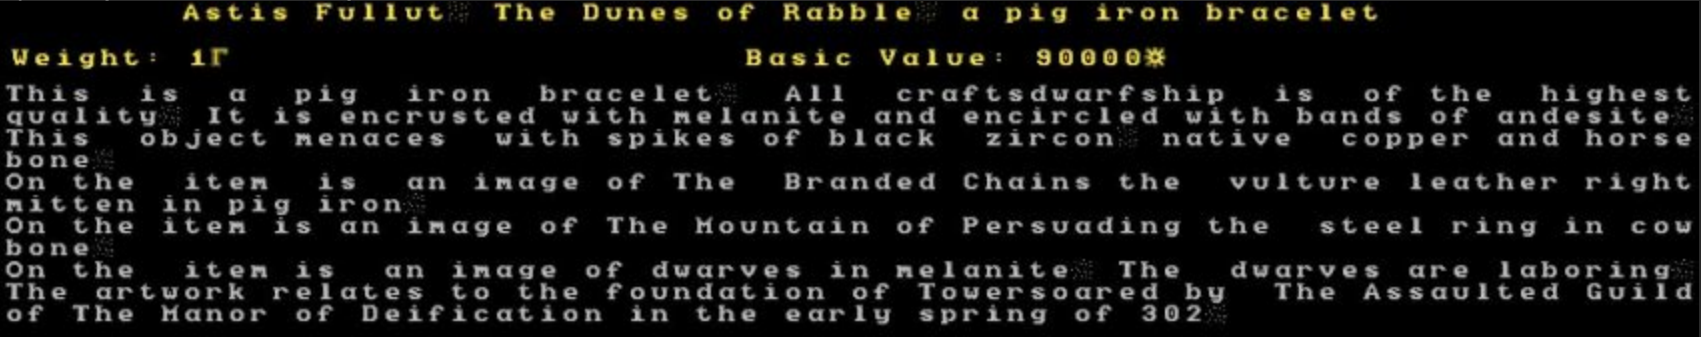 Astis Fullut░ The Dunes of Rabble░ a pig iron bracelet
Weight: 1Γ Basic Value: 90000☼
This is a pig iron bracelet░ All craftsdwarfship is of the highest
quality░ It is encrusted with melanite and encircled with bands of andesite░
This object menaces with spikes of black zircon░ native copper and horse
bone░
On the item is an image of The Branded Chains the vulture leather right
mitten in pig iron░
On the item is an image of The Mountain of Persuading the steel ring in cow
bone░
On the item is an image of dwarves in melanite░ The dwarves are laboring░
The artwork relates to the foundation of Towersoared by The Assaulted Guild
of The Manor of Deification in the early spring of 302░